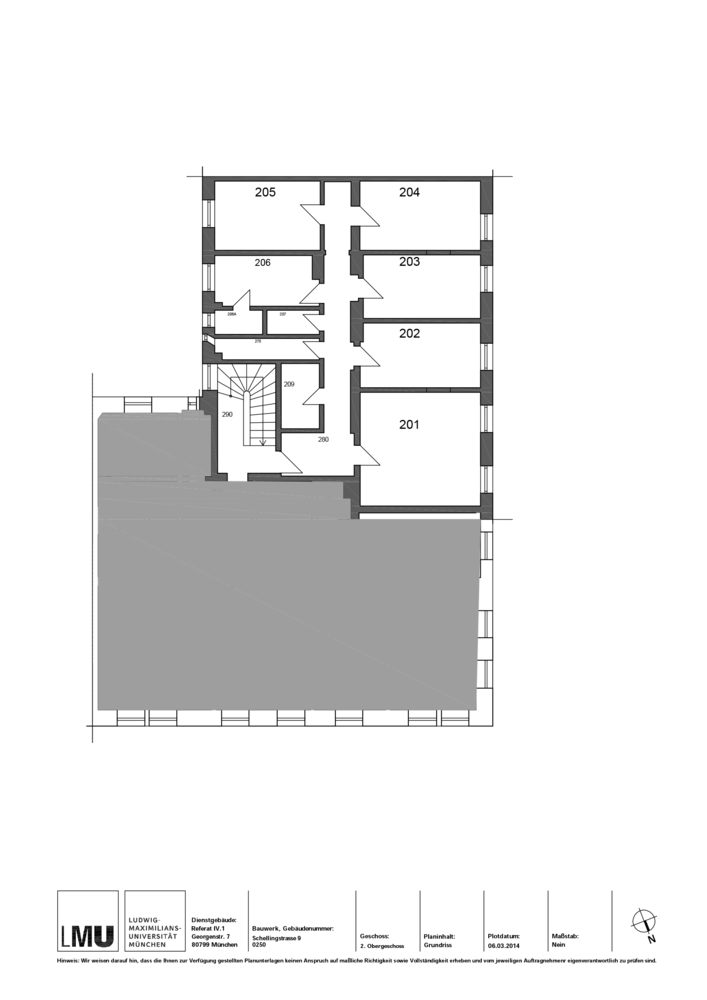 205
204
206
203
206A
207
202
209
290
201
280
LMU
LUDWIG-
MAXIMILIANS-
UNIVERSITÄT
MÜNCHEN
Dienstgebäude:
Referat IV.1
Georgenstr. 7
80799 München
Bauwerk, Gebäudenummer:
Schellingstrasse 9
0250
Geschoss:
2. Obergeschoss
Planinhalt:
Grundriss
Plotdatum:
06.03.2014
Maßstab:
Nein
N
Hinweis: Wir weisen darauf hin, dass die Ihnen zur Verfügung gestellten Planunterlagen keinen Anspruch auf maßliche Richtigkeit sowie Vollständigkeit erheben und vom jeweiligen Auftragnehmerr eigenverantwortlich zu prüfen sind.